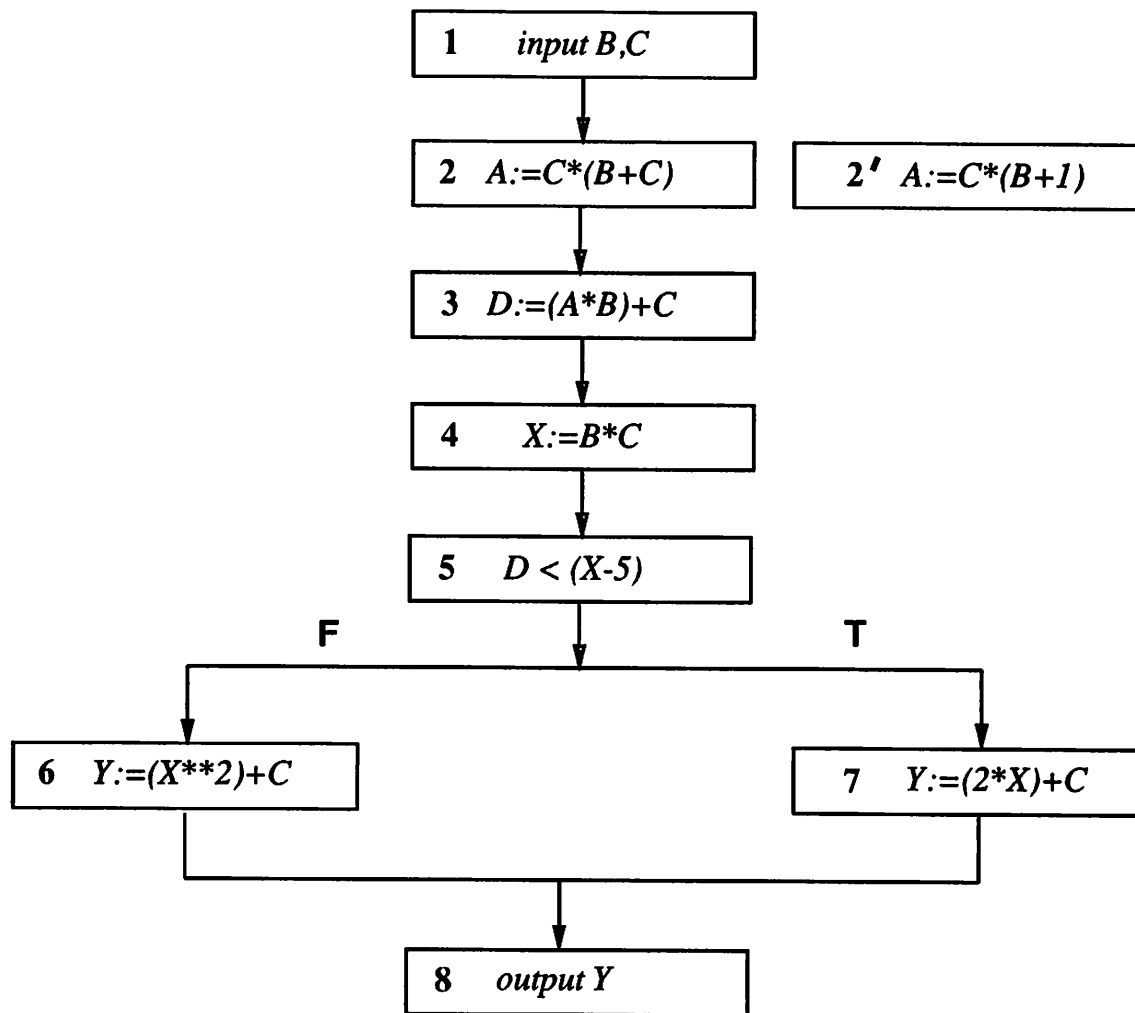 1 input B,C
2 A:=C*(B+C)
2' A:=C*(B+1)
3 D:=(A*B)+C
4 X:=B*C
5 D < (X-5)
F
T
6 Y:=(X**2)+C
7 Y:=(2*X)+C
8 output Y